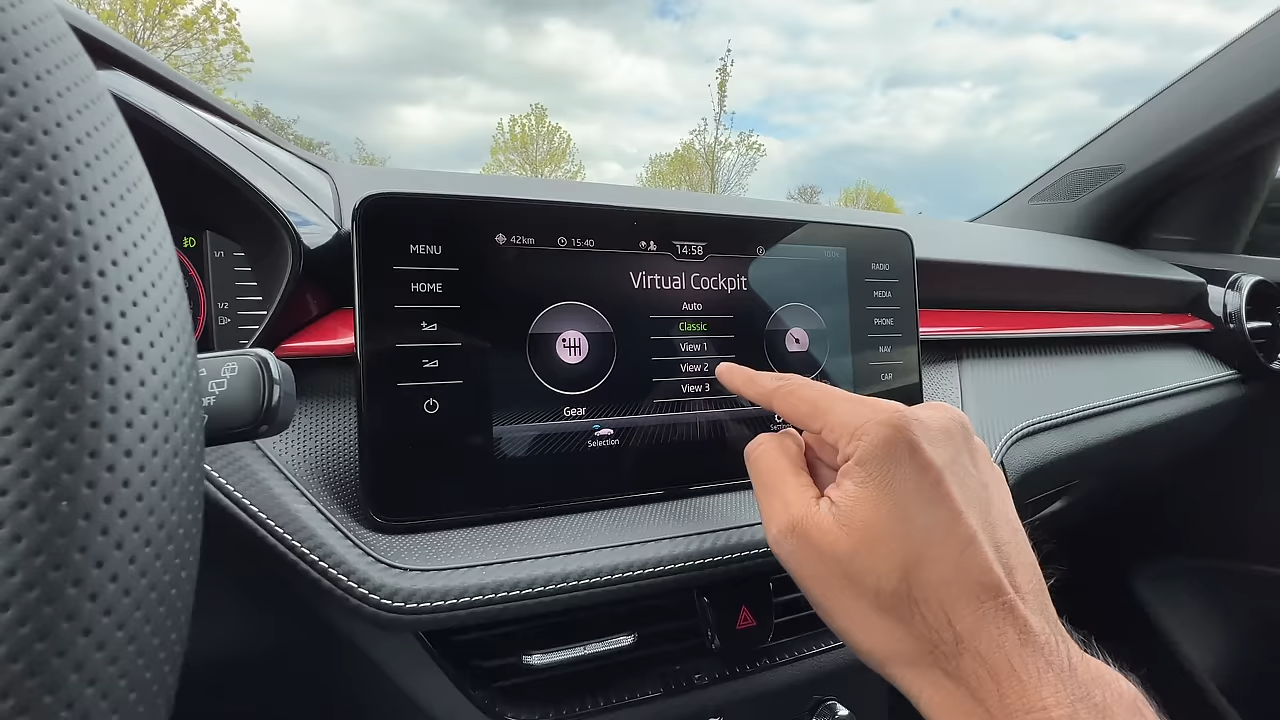 MENU
HOME
42km
15:40
14:58
Virtual Cockpit
Auto
Classic
View 1
View 2
View 3
Gear
Selection
RADIO
MEDIA
PHONE
NAV
CAR
1/1
1/2
OFF